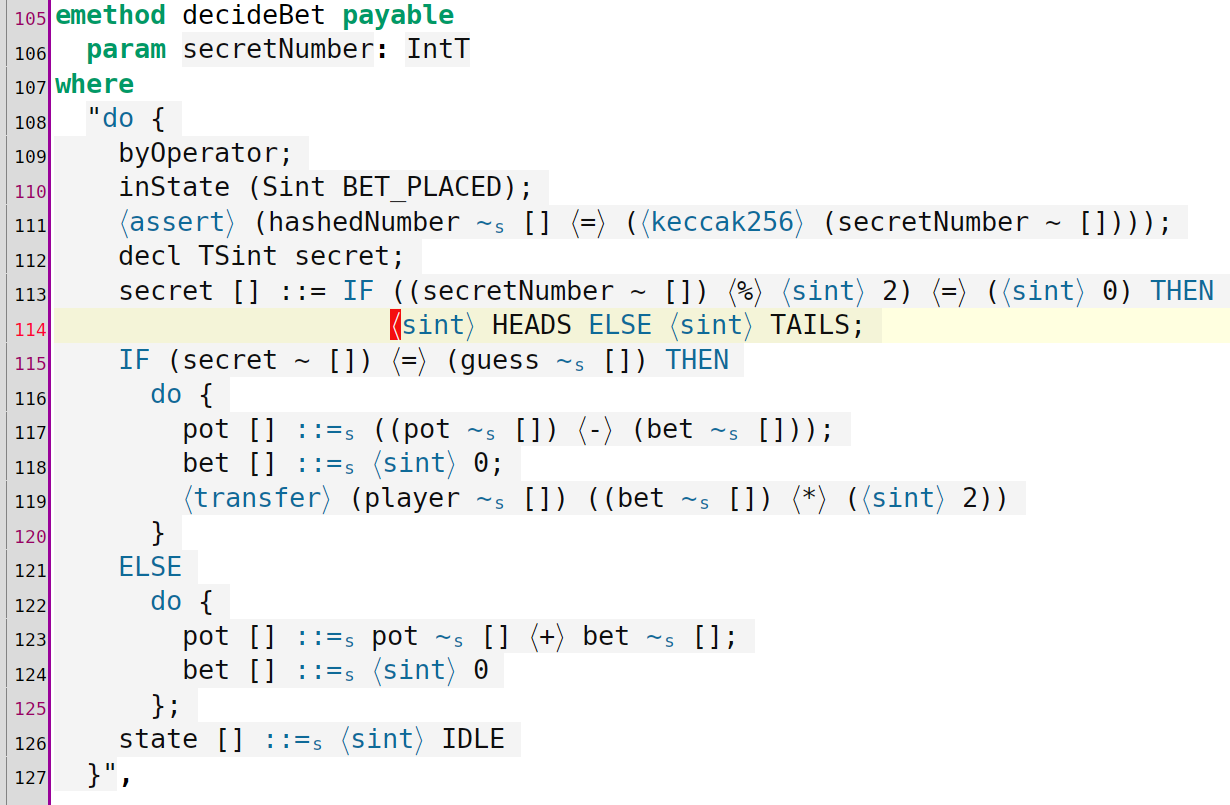 105 emethod decideBet payable
106   param secretNumber: IntT
107 where
108   "do {
109     byOperator;
110     inState (Sint BET_PLACED);
111     ⟨assert⟩ (hashedNumber ~ₛ [] ⟨=⟩ (⟨keccak256⟩ (secretNumber ~ [])));
112     decl TSint secret;
113     secret [] ::= IF ((secretNumber ~ []) ⟨%⟩ ⟨sint⟩ 2) ⟨=⟩ (⟨sint⟩ 0) THEN
114                      ⟨sint⟩ HEADS ELSE ⟨sint⟩ TAILS;
115     IF (secret ~ []) ⟨=⟩ (guess ~ₛ []) THEN
116       do {
117         pot [] ::=ₛ ((pot ~ₛ []) ⟨-⟩ (bet ~ₛ []));
118         bet [] ::=ₛ ⟨sint⟩ 0;
119         ⟨transfer⟩ (player ~ₛ []) ((bet ~ₛ []) ⟨*⟩ (⟨sint⟩ 2))
120       }
121     ELSE
122       do {
123         pot [] ::=ₛ pot ~ₛ [] ⟨+⟩ bet ~ₛ [];
124         bet [] ::=ₛ ⟨sint⟩ 0
125       };
126     state [] ::=ₛ ⟨sint⟩ IDLE
127   }",